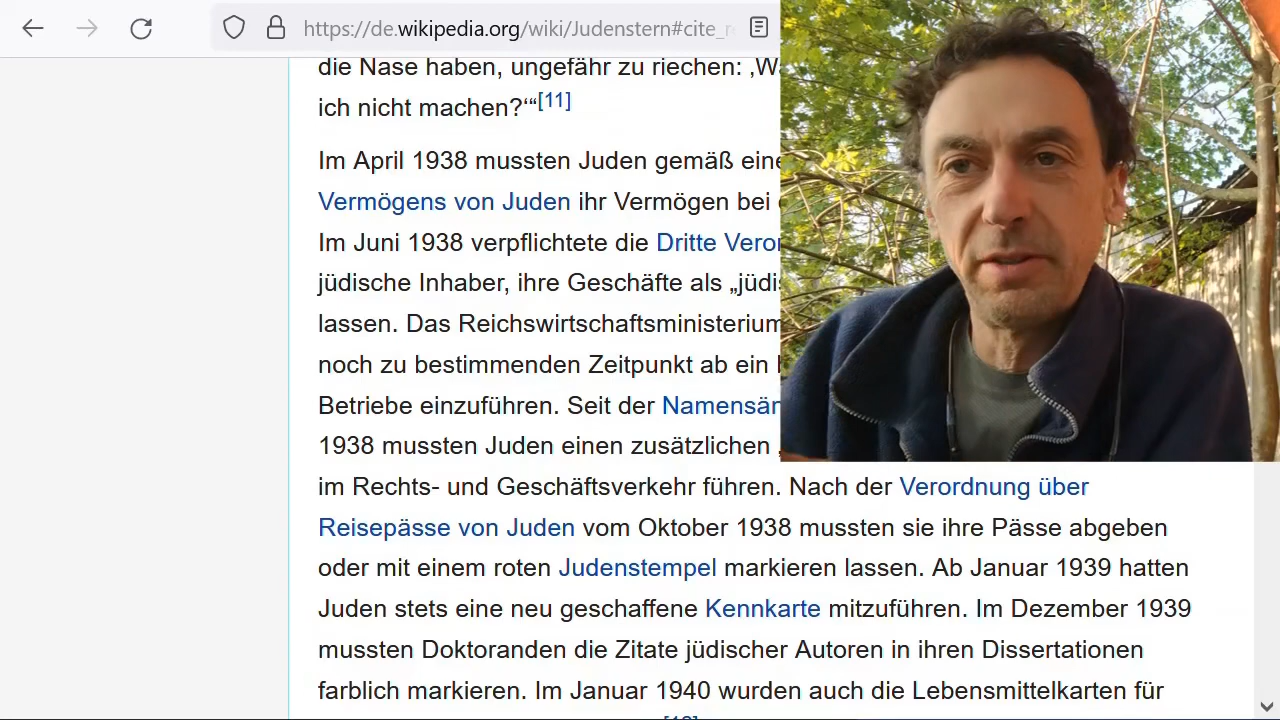 https://de.wikipedia.org/wiki/Judenstern#cite_r
die Nase haben, ungefähr zu riechen: ‚Wa
ich nicht machen?‘“[11]
Im April 1938 mussten Juden gemäß eine
Vermögens von Juden ihr Vermögen bei
Im Juni 1938 verpflichtete die Dritte Veror
jüdische Inhaber, ihre Geschäfte als „jüdis
lassen. Das Reichswirtschaftsministerium
noch zu bestimmenden Zeitpunkt ab ein
Betriebe einzuführen. Seit der Namensän
1938 mussten Juden einen zusätzlichen
im Rechts- und Geschäftsverkehr führen. Nach der Verordnung über
Reisepässe von Juden vom Oktober 1938 mussten sie ihre Pässe abgeben
oder mit einem roten Judenstempel markieren lassen. Ab Januar 1939 hatten
Juden stets eine neu geschaffene Kennkarte mitzuführen. Im Dezember 1939
mussten Doktoranden die Zitate jüdischer Autoren in ihren Dissertationen
farblich markieren. Im Januar 1940 wurden auch die Lebensmittelkarten für